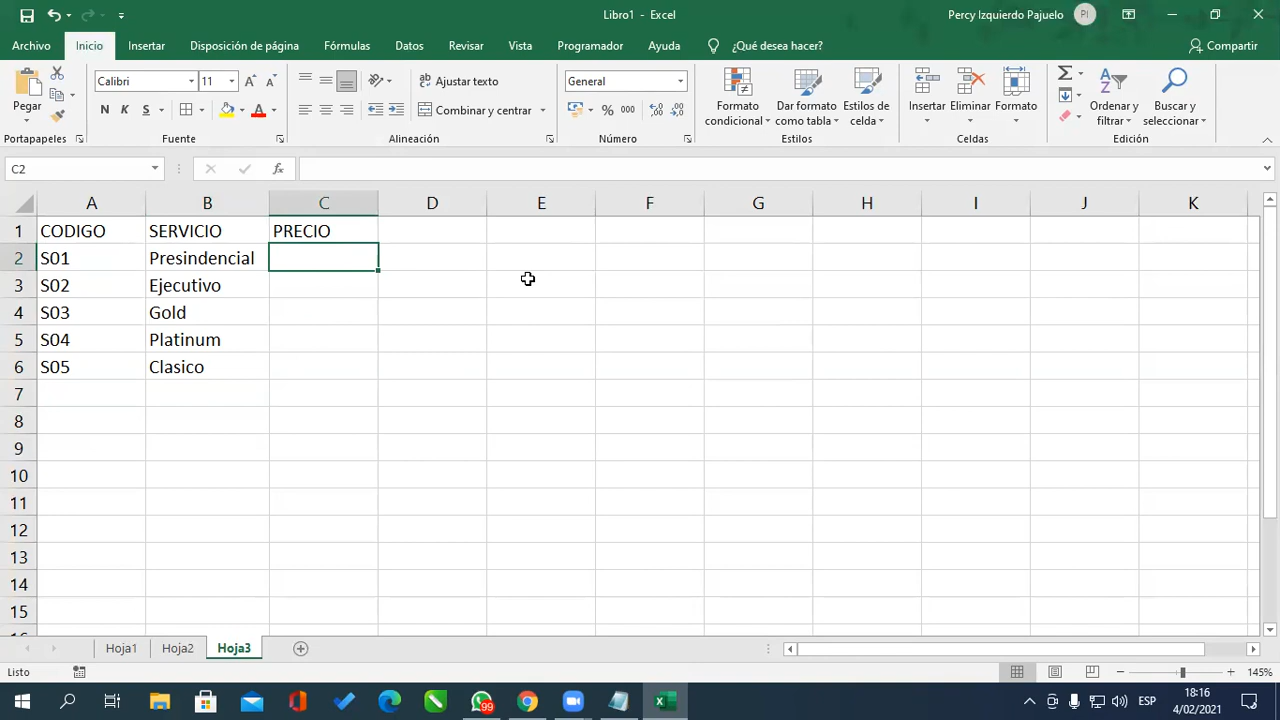 Libro1 - Excel
Percy Izquierdo Pajuelo
PI
Archivo Inicio Insertar Disposición de página Fórmulas Datos Revisar Vista Programador Ayuda ¿Qué desea hacer? Compartir
Pegar
Calibri 11
N K S
A A
Ajustar texto
Combinar y centrar
General
% 000
Formato condicional
Dar formato como tabla
Estilos de celda
Insertar Eliminar Formato
Ordenar y filtrar
Buscar y seleccionar
Portapapeles Fuente Alineación Número Estilos Celdas Edición
C2 fx
A B C D E F G H I J K
1 CODIGO SERVICIO PRECIO
2 S01 Presindencial
3 S02 Ejecutivo
4 S03 Gold
5 S04 Platinum
6 S05 Clasico
7
8
9
10
11
12
13
14
15
Hoja1 Hoja2 Hoja3
Listo 145%
99
ESP
18:16
4/02/2021